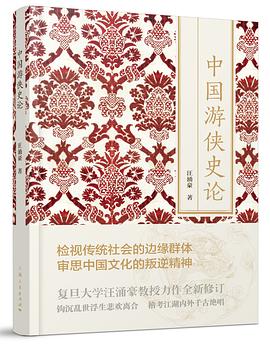 中国游侠史论
汪涌豪 著
中国游侠史论
汪涌豪 著
检视传统社会的边缘群体
审思中国文化的叛逆精神
复旦大学汪涌豪教授力作全新修订
钩沉乱世浮生悲欢离合 稽考江湖内外千古绝唱